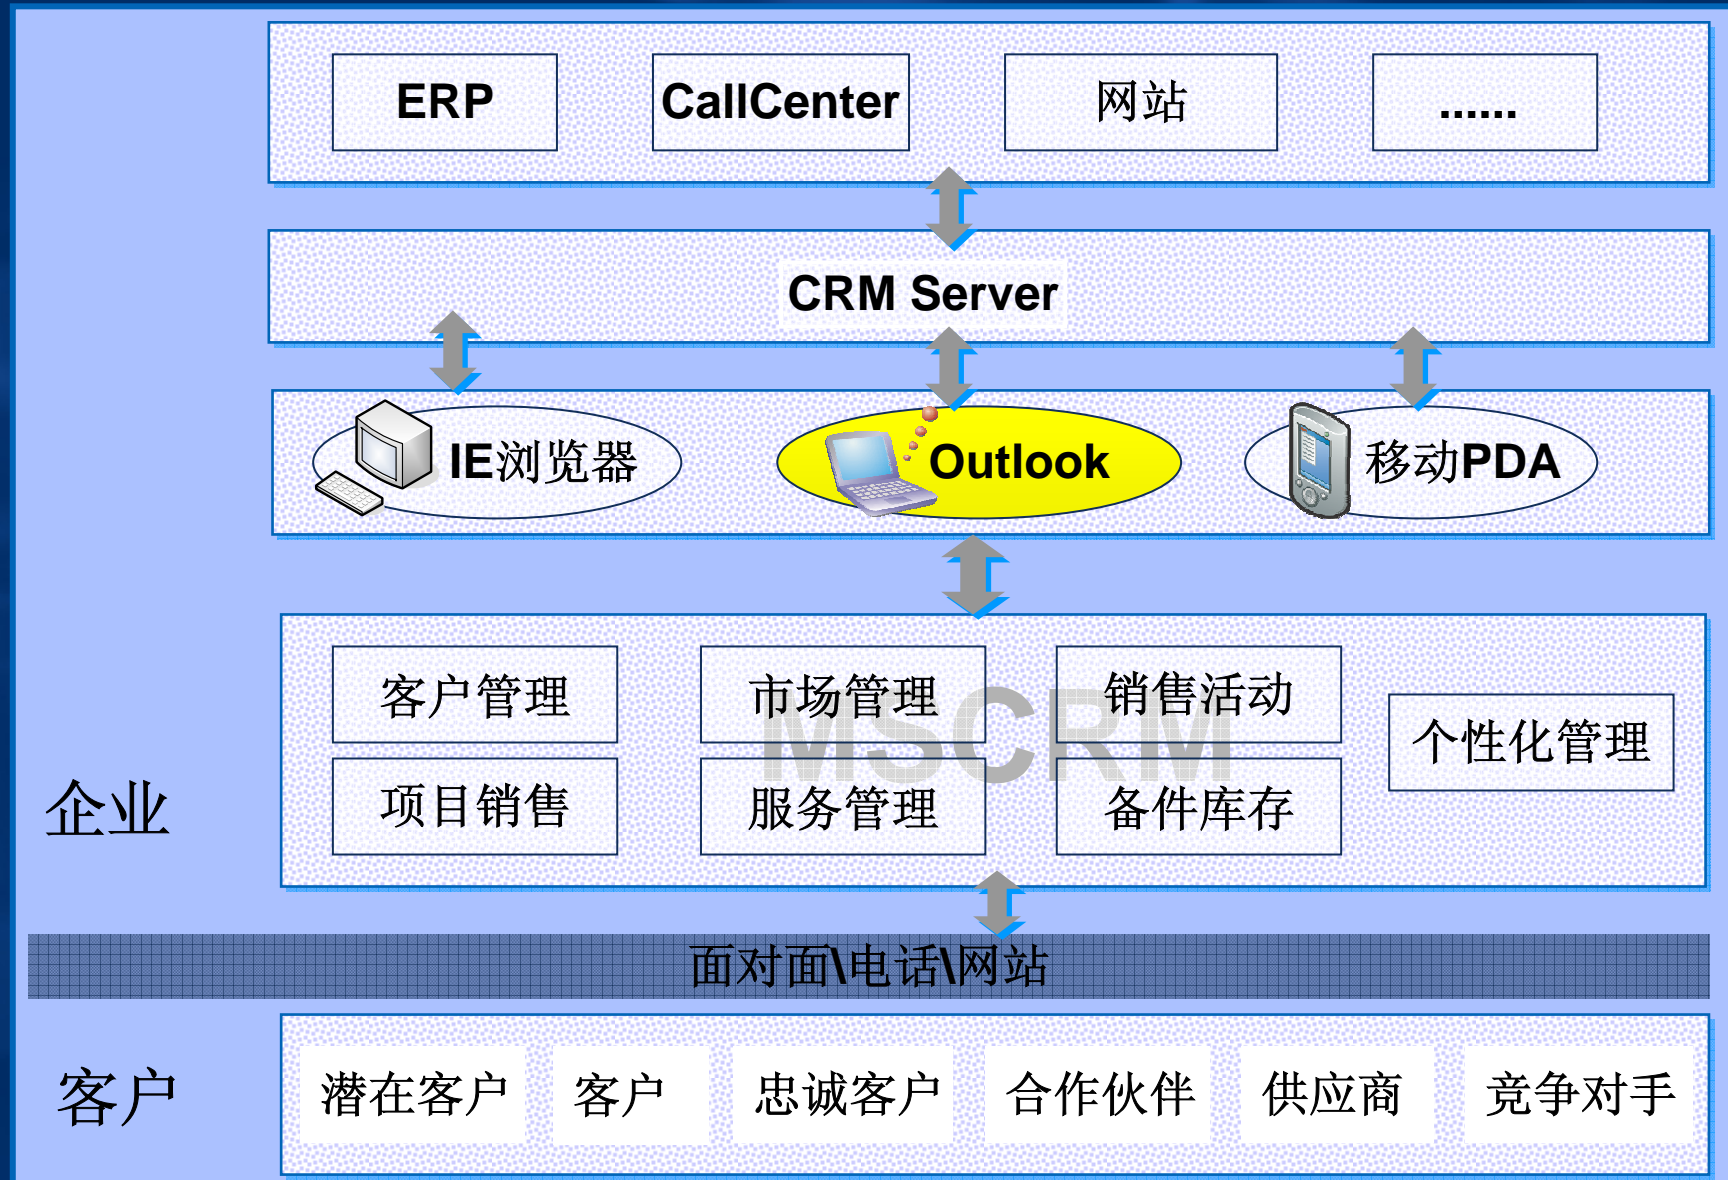 ERP
CallCenter
网站
......
CRM Server
IE浏览器
Outlook
移动PDA
MSCRM
客户管理
市场管理
销售活动
个性化管理
项目销售
服务管理
备件库存
企业
面对面\电话\网站
客户
潜在客户
客户
忠诚客户
合作伙伴
供应商
竞争对手